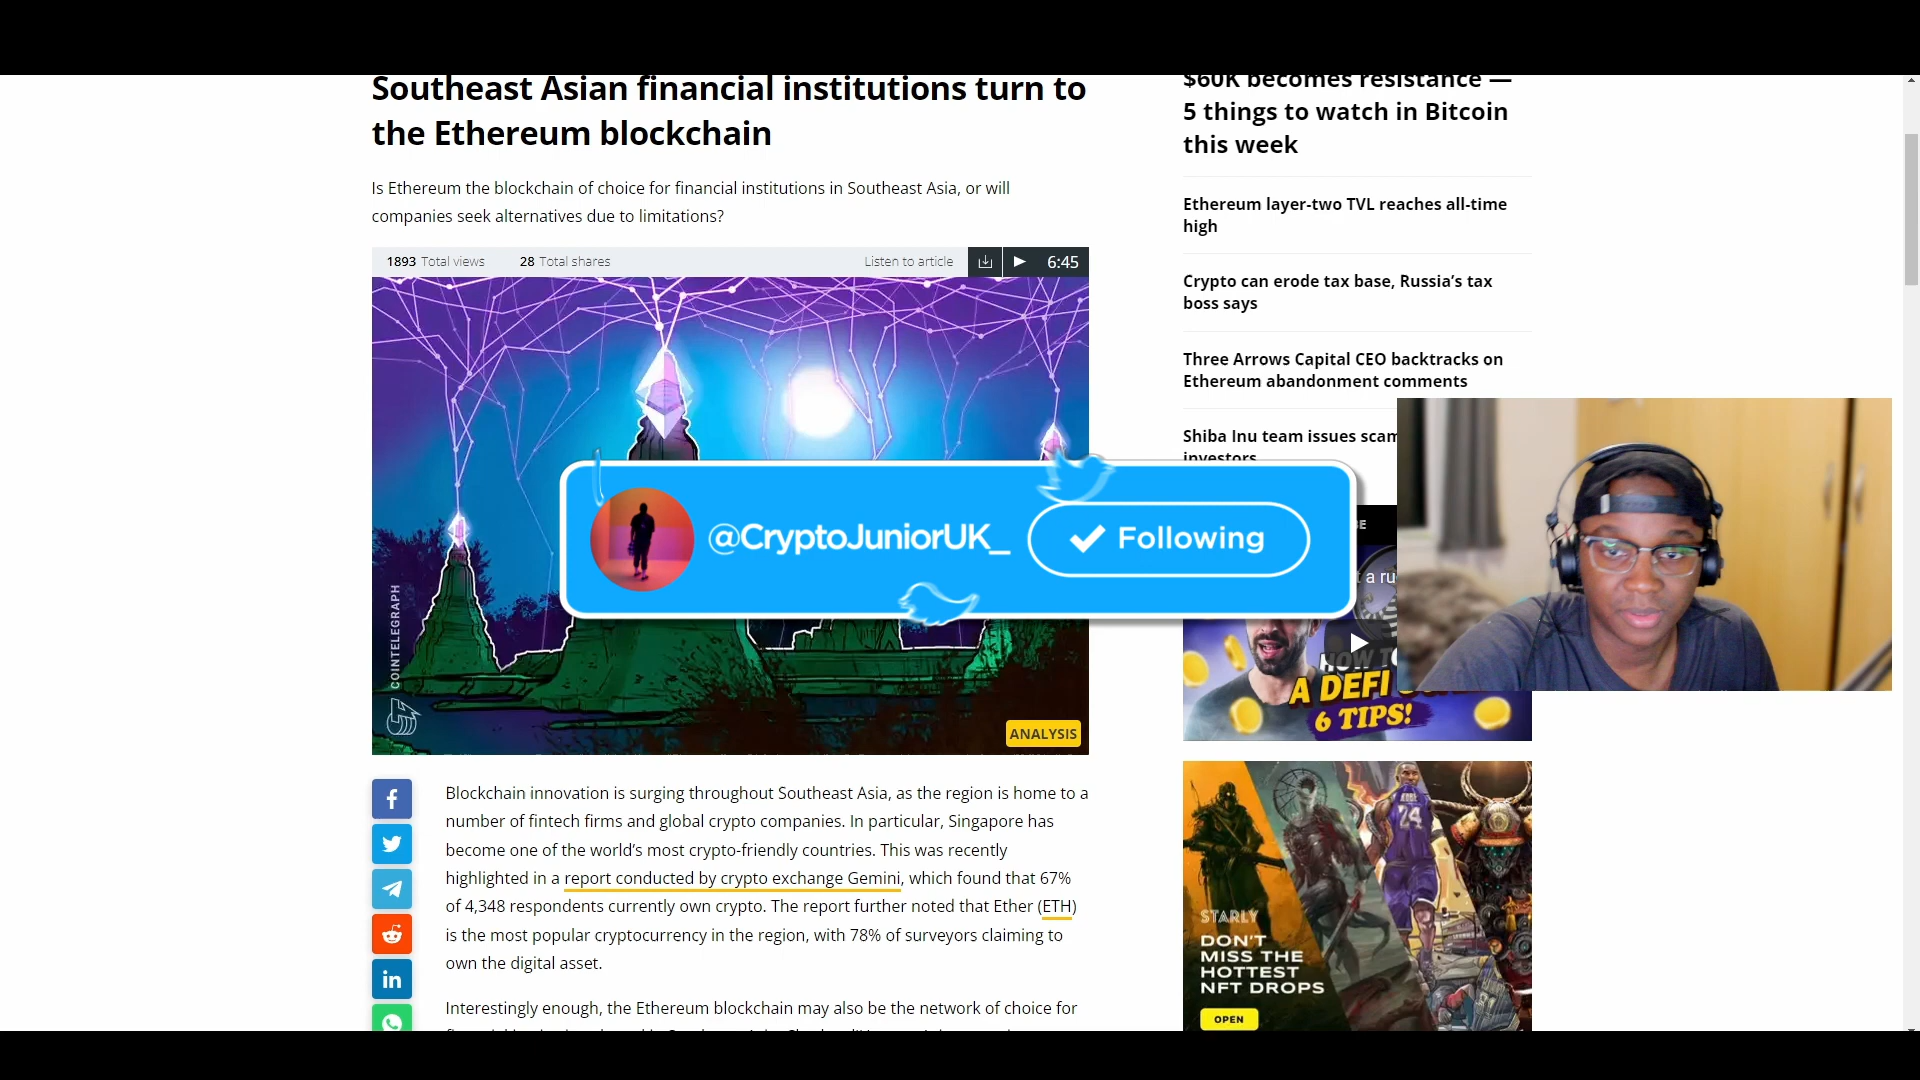 Southeast Asian financial institutions turn to
the Ethereum blockchain
Is Ethereum the blockchain of choice for financial institutions in Southeast Asia, or will
companies seek alternatives due to limitations?
1893 Total views 28 Total shares Listen to article 6:45
COINTELEGRAPH
ANALYSIS
@CryptoJuniorUK_ Following
Blockchain innovation is surging throughout Southeast Asia, as the region is home to a
number of fintech firms and global crypto companies. In particular, Singapore has
become one of the world’s most crypto-friendly countries. This was recently
highlighted in a report conducted by crypto exchange Gemini, which found that 67%
of 4,348 respondents currently own crypto. The report further noted that Ether (ETH)
is the most popular cryptocurrency in the region, with 78% of surveyors claiming to
own the digital asset.
Interestingly enough, the Ethereum blockchain may also be the network of choice for
$60K becomes resistance —
5 things to watch in Bitcoin
this week
Ethereum layer-two TVL reaches all-time
high
Crypto can erode tax base, Russia’s tax
boss says
Three Arrows Capital CEO backtracks on
Ethereum abandonment comments
Shiba Inu team issues scam
investors
HOW TO
A DEFI
6 TIPS!
STARLY
DON'T
MISS THE
HOTTEST
NFT DROPS
OPEN
24